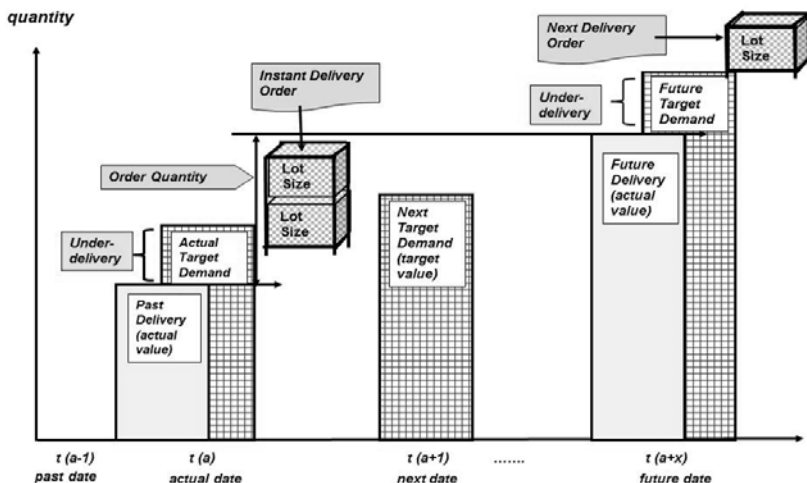 quantity
Next Delivery
Order
Lot
Size
Instant Delivery
Order
Under-
delivery
Future
Target
Demand
Order Quantity
Lot
Size
Lot
Size
Future
Delivery
(actual
value)
Next
Target
Demand
(target
value)
Under-
delivery
Actual
Target
Demand
Past
Delivery
(actual
value)
t (a-1)
past date
t (a)
actual date
t (a+1)
next date
.......
t (a+x)
future date